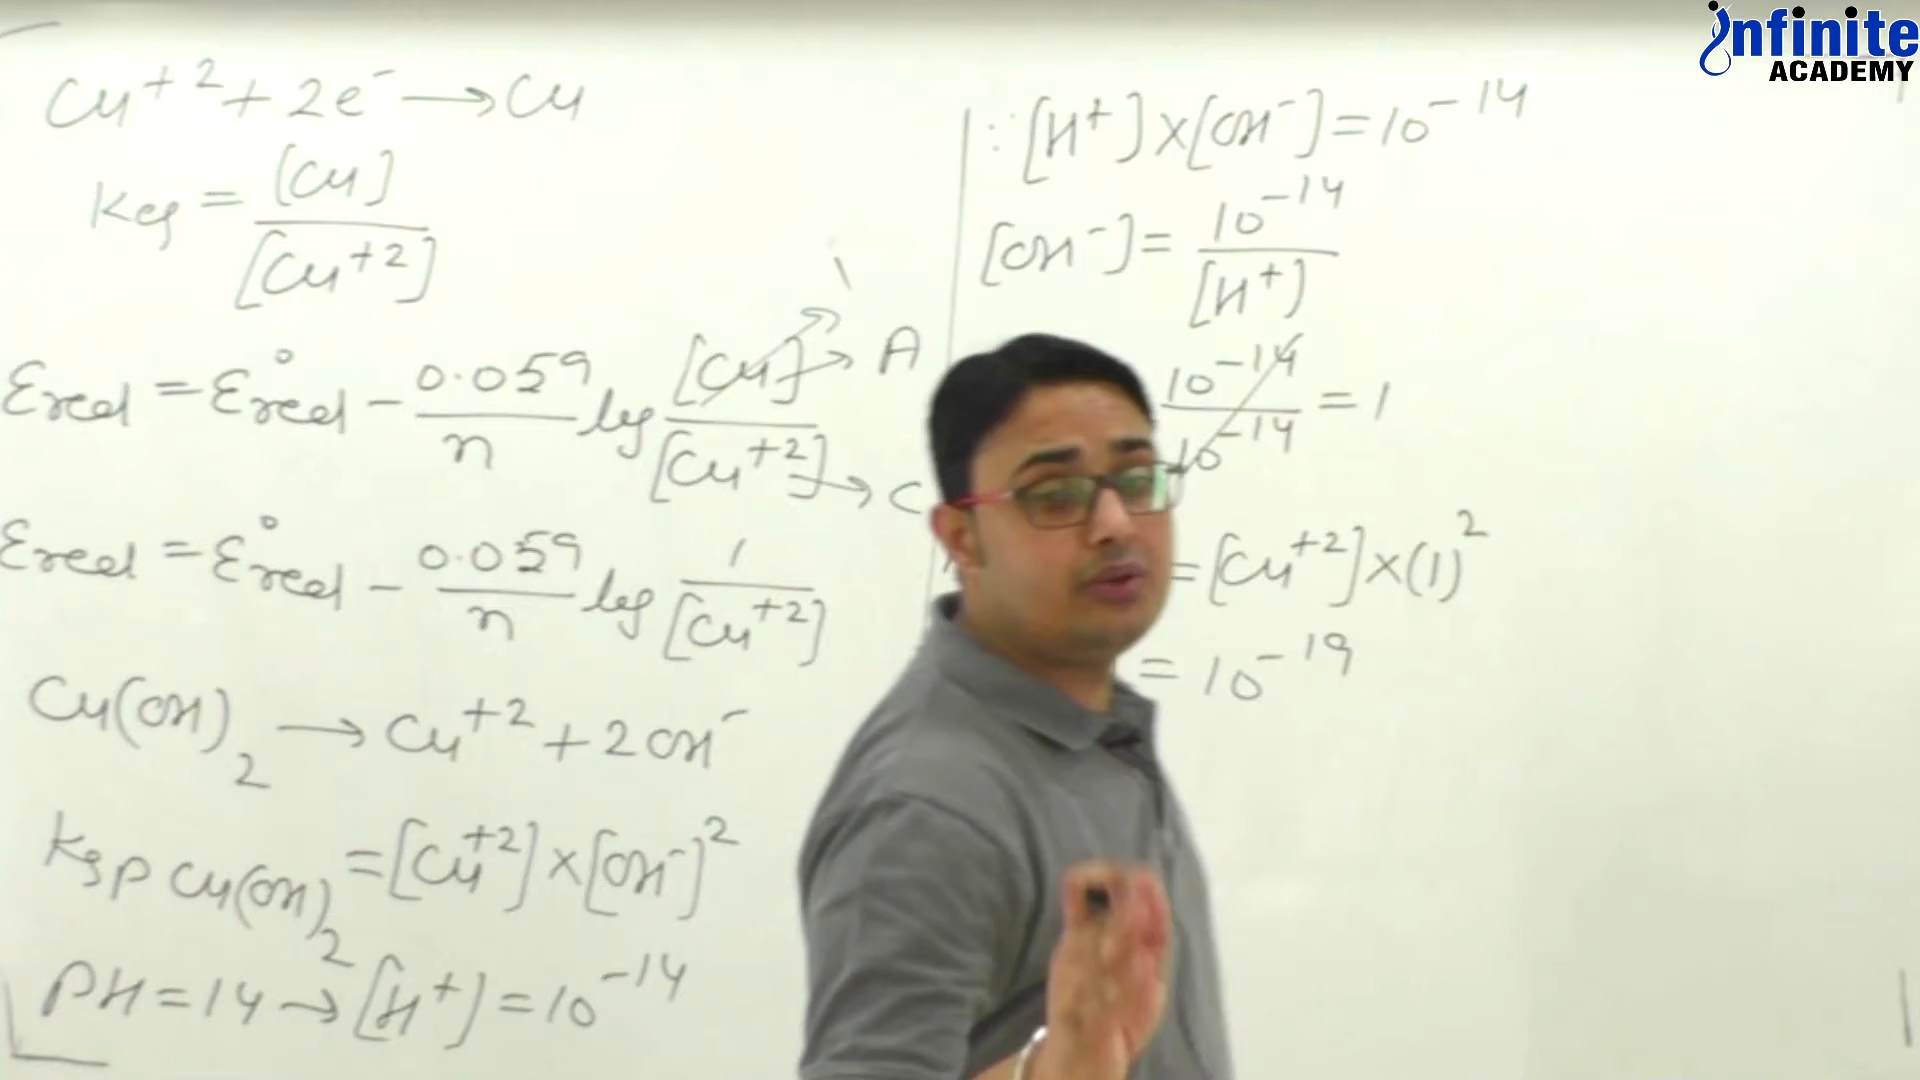 Infinite
ACADEMY
Cu⁺² + 2e⁻ → Cu
Keq = [Cu] / [Cu⁺²]
Ered = E°red - 0.059/n log [Cu] / [Cu⁺²]
1
A
C
Ered = E°red - 0.059/n log 1/[Cu⁺²]
Cu(OH)₂ → Cu⁺² + 2OH⁻
Ksp Cu(OH)₂ = [Cu⁺²] × [OH⁻]²
PH = 14 → [H⁺] = 10⁻¹⁴
∵ [H⁺] × [OH⁻] = 10⁻¹⁴
[OH⁻] = 10⁻¹⁴ / [H⁺]
10⁻¹⁴ / 10⁻¹⁴ = 1
= [Cu⁺²] × (1)²
= 10⁻¹⁹